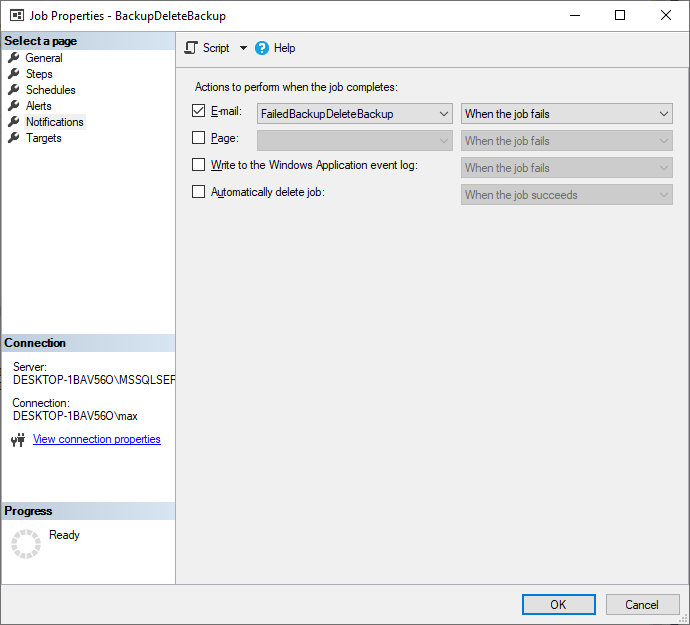 Job Properties - BackupDeleteBackup
Select a page
General
Steps
Schedules
Alerts
Notifications
Targets
Script
Help
Actions to perform when the job completes:
E-mail: FailedBackupDeleteBackup When the job fails
Page: When the job fails
Write to the Windows Application event log: When the job fails
Automatically delete job: When the job succeeds
Connection
Server:
DESKTOP-1BAV56O\MSSQLSER
Connection:
DESKTOP-1BAV56O\max
View connection properties
Progress
Ready
OK Cancel